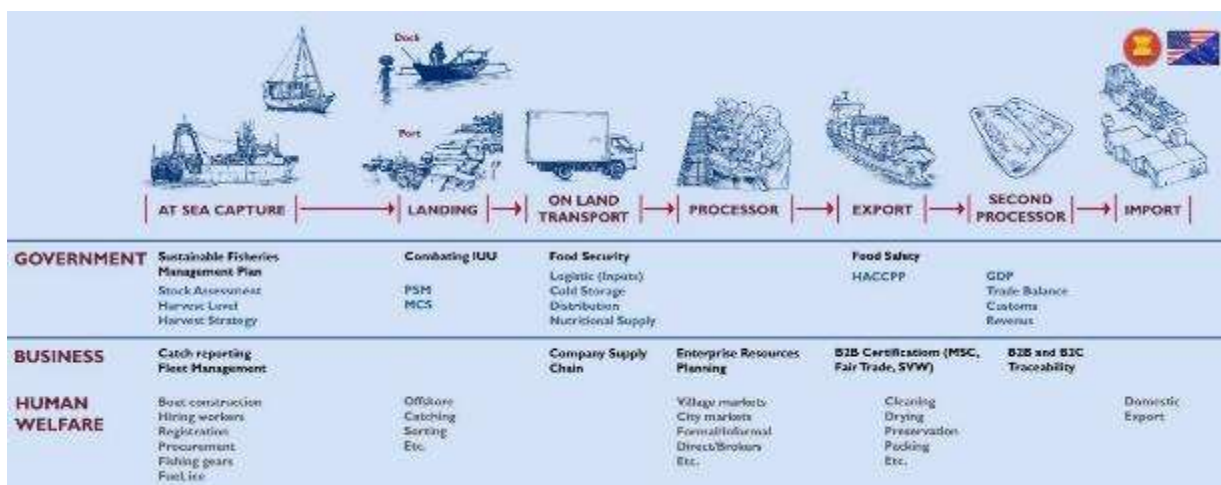 Dock
Port
AT SEA CAPTURE
LANDING
ON LAND
TRANSPORT
PROCESSOR
EXPORT
SECOND
PROCESSOR
IMPORT
GOVERNMENT
Sustainable Fisheries
Management Plan
Stock Assessment
Harvest Level
Harvest Strategy
Combating IUU
PSM
MCS
Food Security
Logistic (Inputs)
Cold Storage
Distribution
Nutritional Supply
Food Safety
HACCPP
GDP
Trade Balance
Customs
Revenue
BUSINESS
Catch reporting
Fleet Management
Company Supply
Chain
Enterprise Resources
Planning
B2B Certification (MSC,
Fair Trade, SVW)
B2B and B2C
Traceability
HUMAN
WELFARE
Boat construction
Hiring workers
Registration
Procurement
Fishing gears
Fuel, ice
Offshore
Catching
Sorting
Etc.
Village markets
City markets
Formal/Informal
Direct/Brokers
Etc.
Cleaning
Drying
Preservation
Packing
Etc.
Domestic
Export